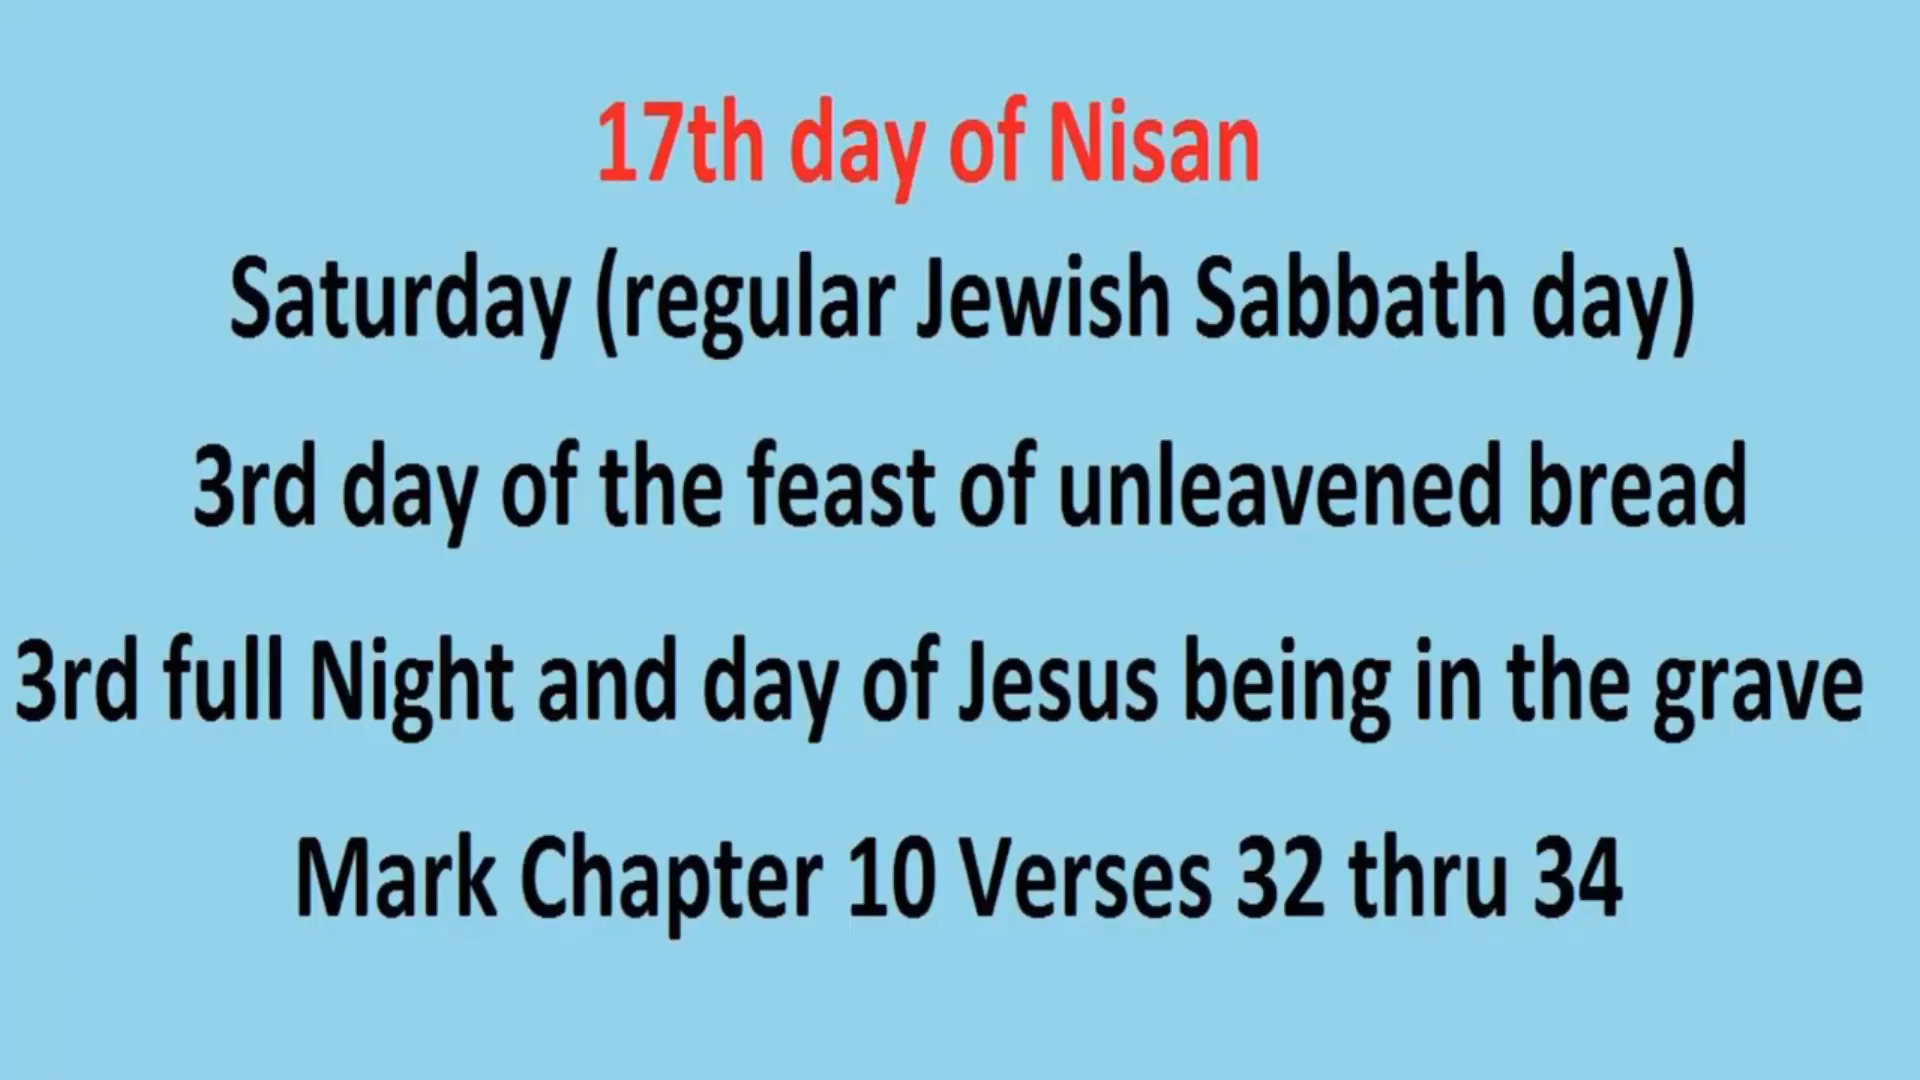 17th day of Nisan
Saturday (regular Jewish Sabbath day)
3rd day of the feast of unleavened bread
3rd full Night and day of Jesus being in the grave
Mark Chapter 10 Verses 32 thru 34